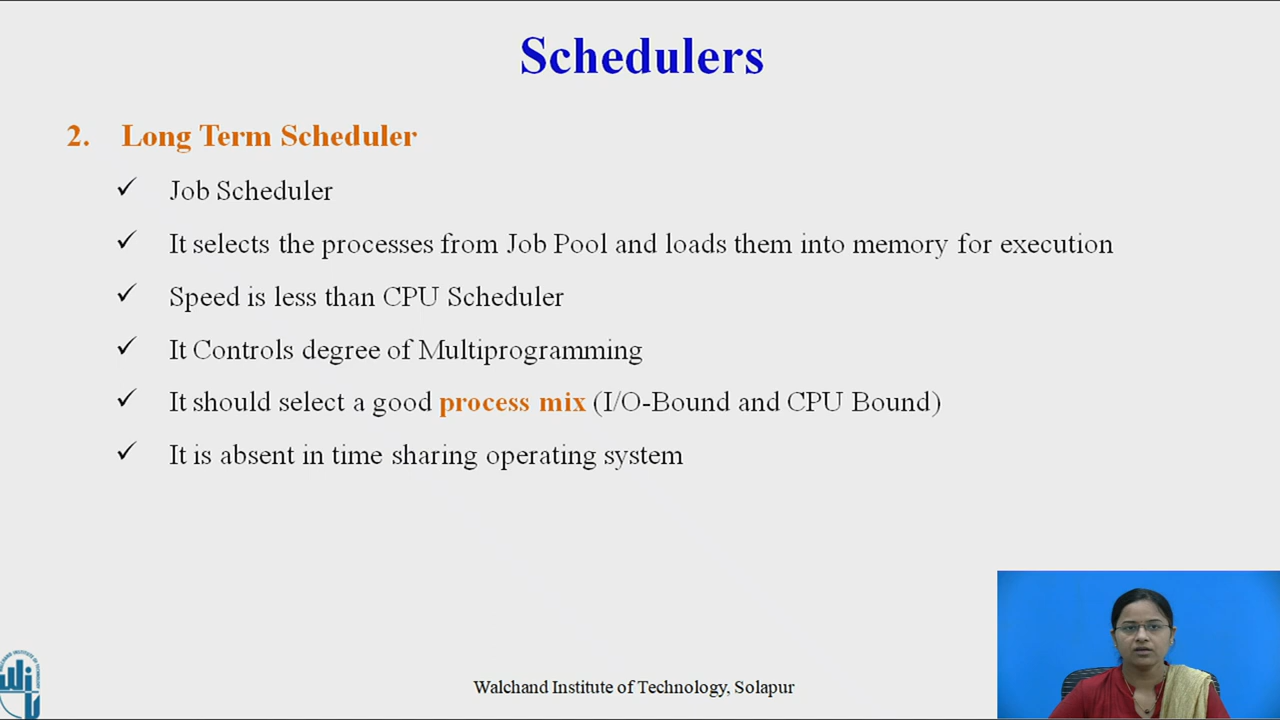 Schedulers
2. Long Term Scheduler
✓ Job Scheduler
✓ It selects the processes from Job Pool and loads them into memory for execution
✓ Speed is less than CPU Scheduler
✓ It Controls degree of Multiprogramming
✓ It should select a good process mix (I/O-Bound and CPU Bound)
✓ It is absent in time sharing operating system
Walchand Institute of Technology, Solapur